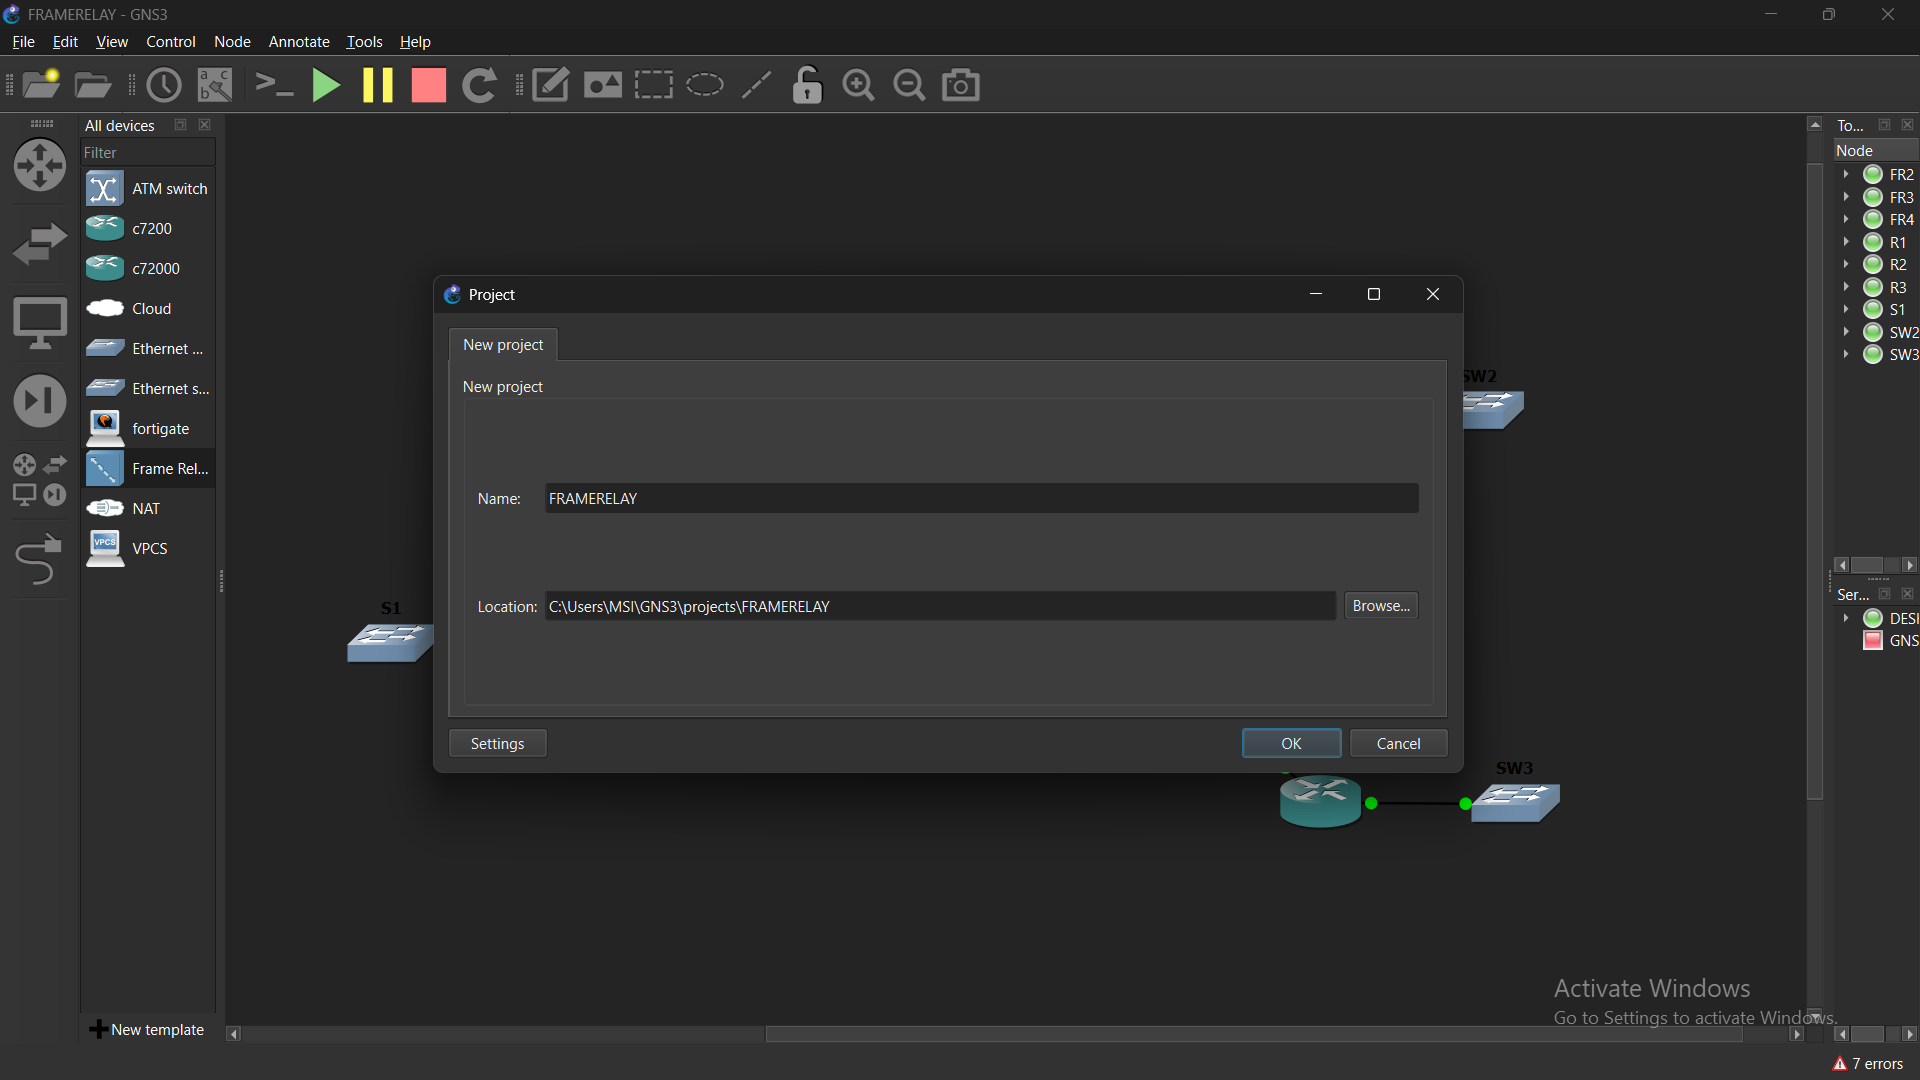 FRAMERELAY - GNS3
File Edit View Control Node Annotate Tools Help
All devices
Filter
ATM switch
c7200
c72000
Cloud
Ethernet ...
Ethernet s...
fortigate
Frame Rel...
NAT
VPCS
VPCS
New template
S1
SW2
SW3
Project
New project
New project
Name: FRAMERELAY
Location: C:\Users\MSI\GNS3\projects\FRAMERELAY Browse...
Settings OK Cancel
To...
Node
FR2
FR3
FR4
R1
R2
R3
S1
SW2
SW3
Ser...
DESI
GNS
Activate Windows
Go to Settings to activate Windows.
7 errors